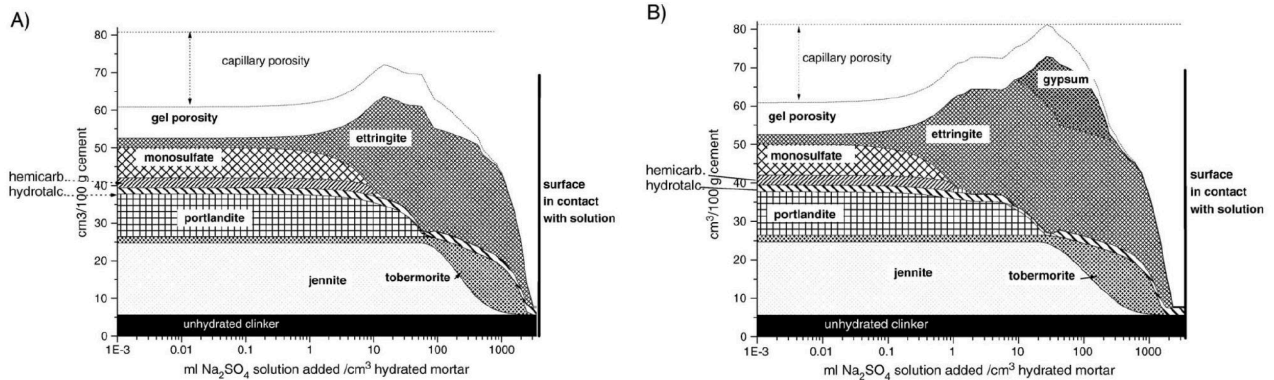 A)
80
70
60
50
40
30
20
10
0
cm3/100 g cement
capillary porosity
gel porosity
ettringite
monosulfate
hemicarb.
hydrotalc.
portlandite
jennite
tobermorite
unhydrated clinker
surface
in contact
with solution
1E-3 0.01 0.1 1 10 100 1000
ml Na₂SO₄ solution added /cm³ hydrated mortar
B)
80
70
60
50
40
30
20
10
0
cm³/100 g cement
capillary porosity
gypsum
gel porosity
ettringite
monosulfate
hemicarb.
hydrotalc.
portlandite
jennite
tobermorite
unhydrated clinker
surface
in contact
with solution
1E-3 0.01 0.1 1 10 100 1000
ml Na₂SO₄ solution added /cm³ hydrated mortar